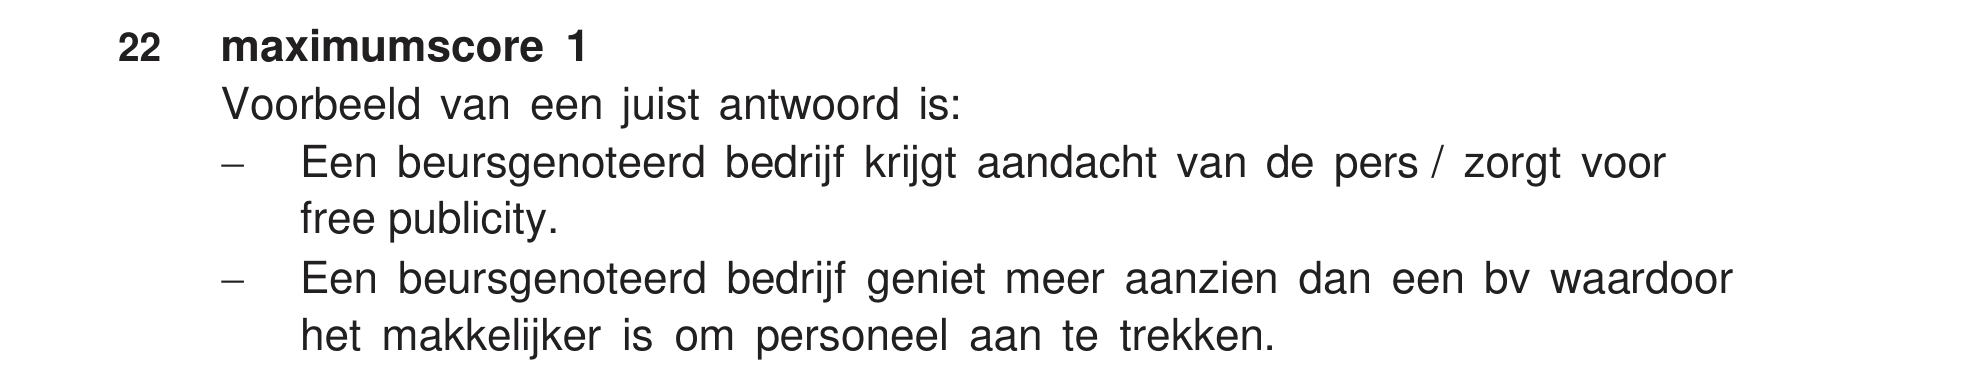 22 maximumscore 1
Voorbeeld van een juist antwoord is:
– Een beursgenoteerd bedrijf krijgt aandacht van de pers / zorgt voor
free publicity.
– Een beursgenoteerd bedrijf geniet meer aanzien dan een bv waardoor
het makkelijker is om personeel aan te trekken.